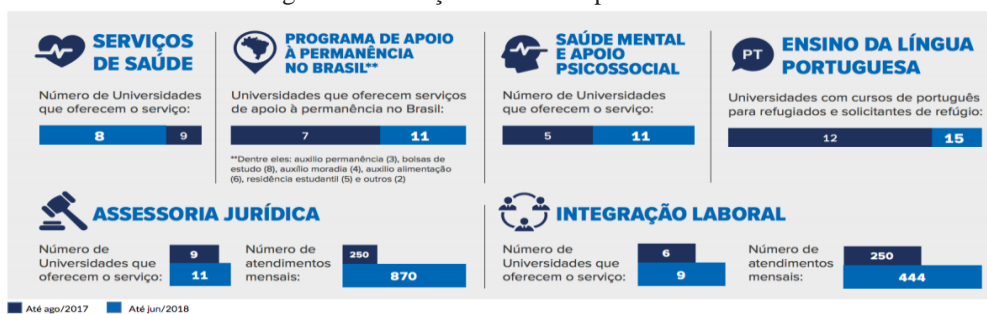 SERVIÇOS
DE SAÚDE
Número de Universidades
que oferecem o serviço:
8 9
PROGRAMA DE APOIO
À PERMANÊNCIA
NO BRASIL**
Universidades que oferecem serviços
de apoio à permanência no Brasil:
7 11
**Dentre eles: auxilio permanência (3), bolsas de
estudo (8), auxílio moradia (4), auxilio alimentação
(6), residência estudantil (5) e outros (2)
SAÚDE MENTAL
E APOIO
PSICOSSOCIAL
Número de Universidades
que oferecem o serviço:
5 11
PT
ENSINO DA LÍNGUA
PORTUGUESA
Universidades com cursos de português
para refugiados e solicitantes de refúgio:
12 15
ASSESSORIA JURÍDICA
Número de
Universidades que
oferecem o serviço:
9
11
Número de
atendimentos
mensais:
250
870
INTEGRAÇÃO LABORAL
Número de
Universidades que
oferecem o serviço:
6
9
Número de
atendimentos
mensais:
250
444
Até ago/2017 Até jun/2018